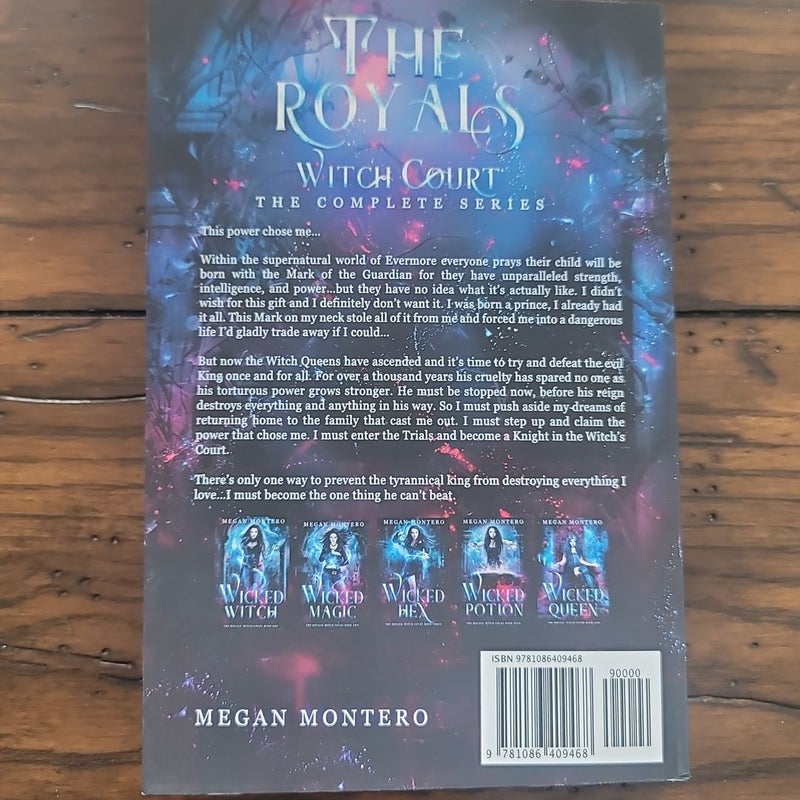 THE
ROYALS
WITCH COURT
THE COMPLETE SERIES
This power chose me...
Within the supernatural world of Evermore everyone prays their child will be
born with the Mark of the Guardian for they have unparalleled strength,
intelligence, and power...but they have no idea what it's actually like. I didn't
wish for this gift and I definitely don't want it. I was born a prince, I already had
it all. This Mark on my neck stole all of it from me and forced me into a dangerous
life I'd gladly trade away if I could...
But now the Witch Queens have ascended and it's time to try and defeat the evil
King once and for all. For over a thousand years his cruelty has spared no one as
his torturous power grows stronger. He must be stopped now, before his reign
destroys everything and anything in his way. So I must push aside my dreams of
returning home to the family that cast me out. I must step up and claim the
power that chose me. I must enter the Trials and become a Knight in the Witch's
Court.
There's only one way to prevent the tyrannical king from destroying everything I
love...I must become the one thing he can't beat.
MEGAN MONTERO
WICKED
WITCH
MEGAN MONTERO
WICKED
MAGIC
MEGAN MONTERO
WICKED
HEX
MEGAN MONTERO
WICKED
POTION
MEGAN MONTERO
WICKED
QUEEN
MEGAN MONTERO
ISBN 9781086409468
90000
9 781086 409468